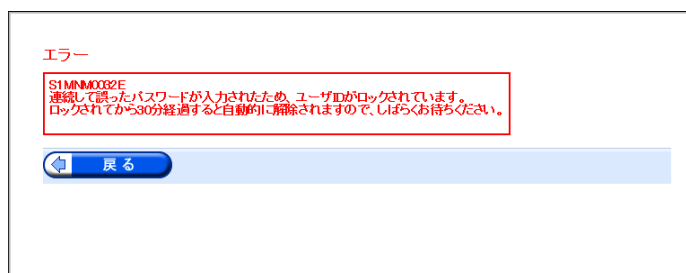 エラー
S1MNM0032E
連続して誤ったパスワードが入力されたため、ユーザIDがロックされています。
ロックされてから30分経過すると自動的に解除されますので、しばらくお待ちください。
戻る